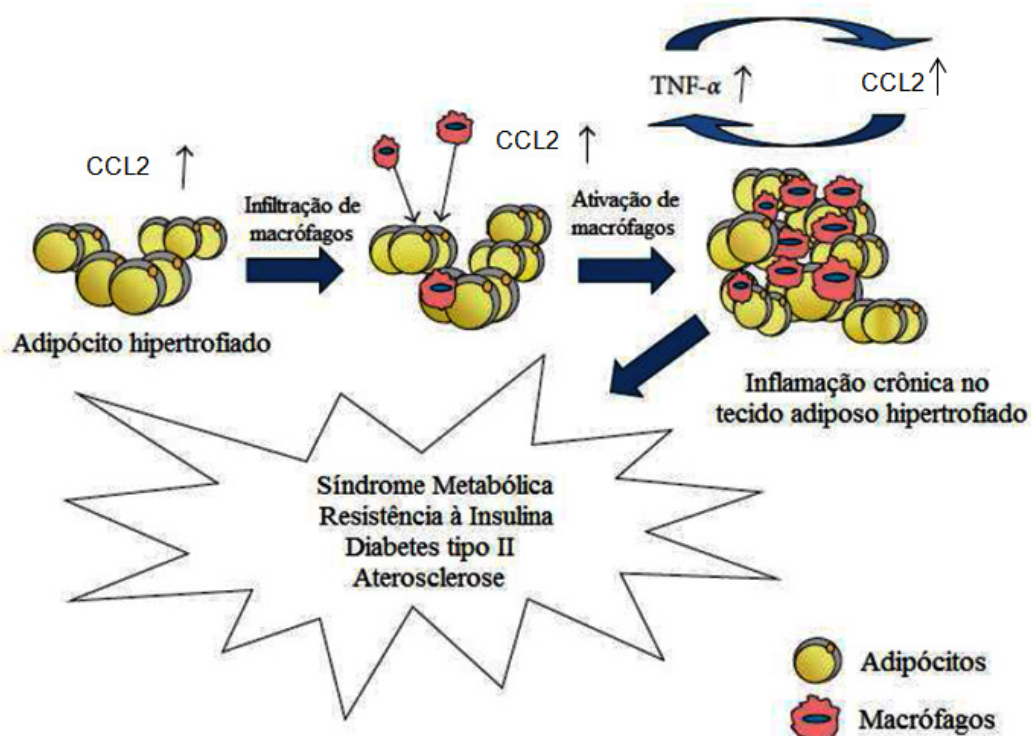 TNF-α ↑
CCL2 ↑
CCL2 ↑
CCL2 ↑
Infiltração de
macrófagos
Ativação de
macrófagos
Adipócito hipertrofiado
Inflamação crônica no
tecido adiposo hipertrofiado
Síndrome Metabólica
Resistência à Insulina
Diabetes tipo II
Aterosclerose
Adipócitos
Macrófagos